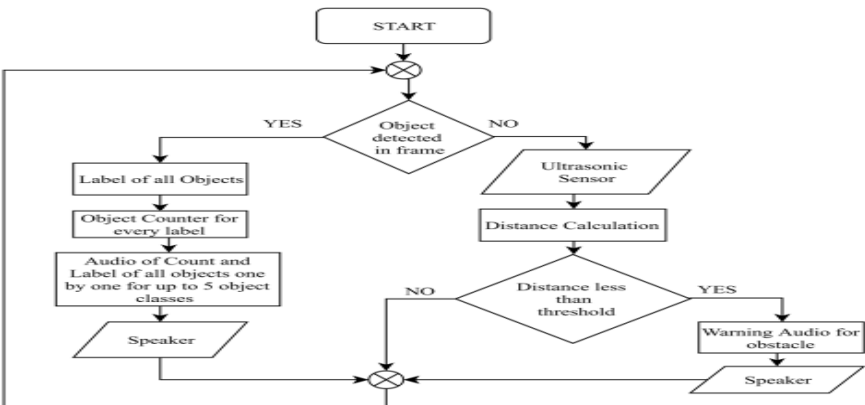 START
YES
Object
detected
in frame
NO
Label of all Objects
Object Counter for
every label
Audio of Count and
Label of all objects one
by one for up to 5 object
classes
Speaker
Ultrasonic
Sensor
Distance Calculation
NO
Distance less
than
threshold
YES
Warning Audio for
obstacle
Speaker